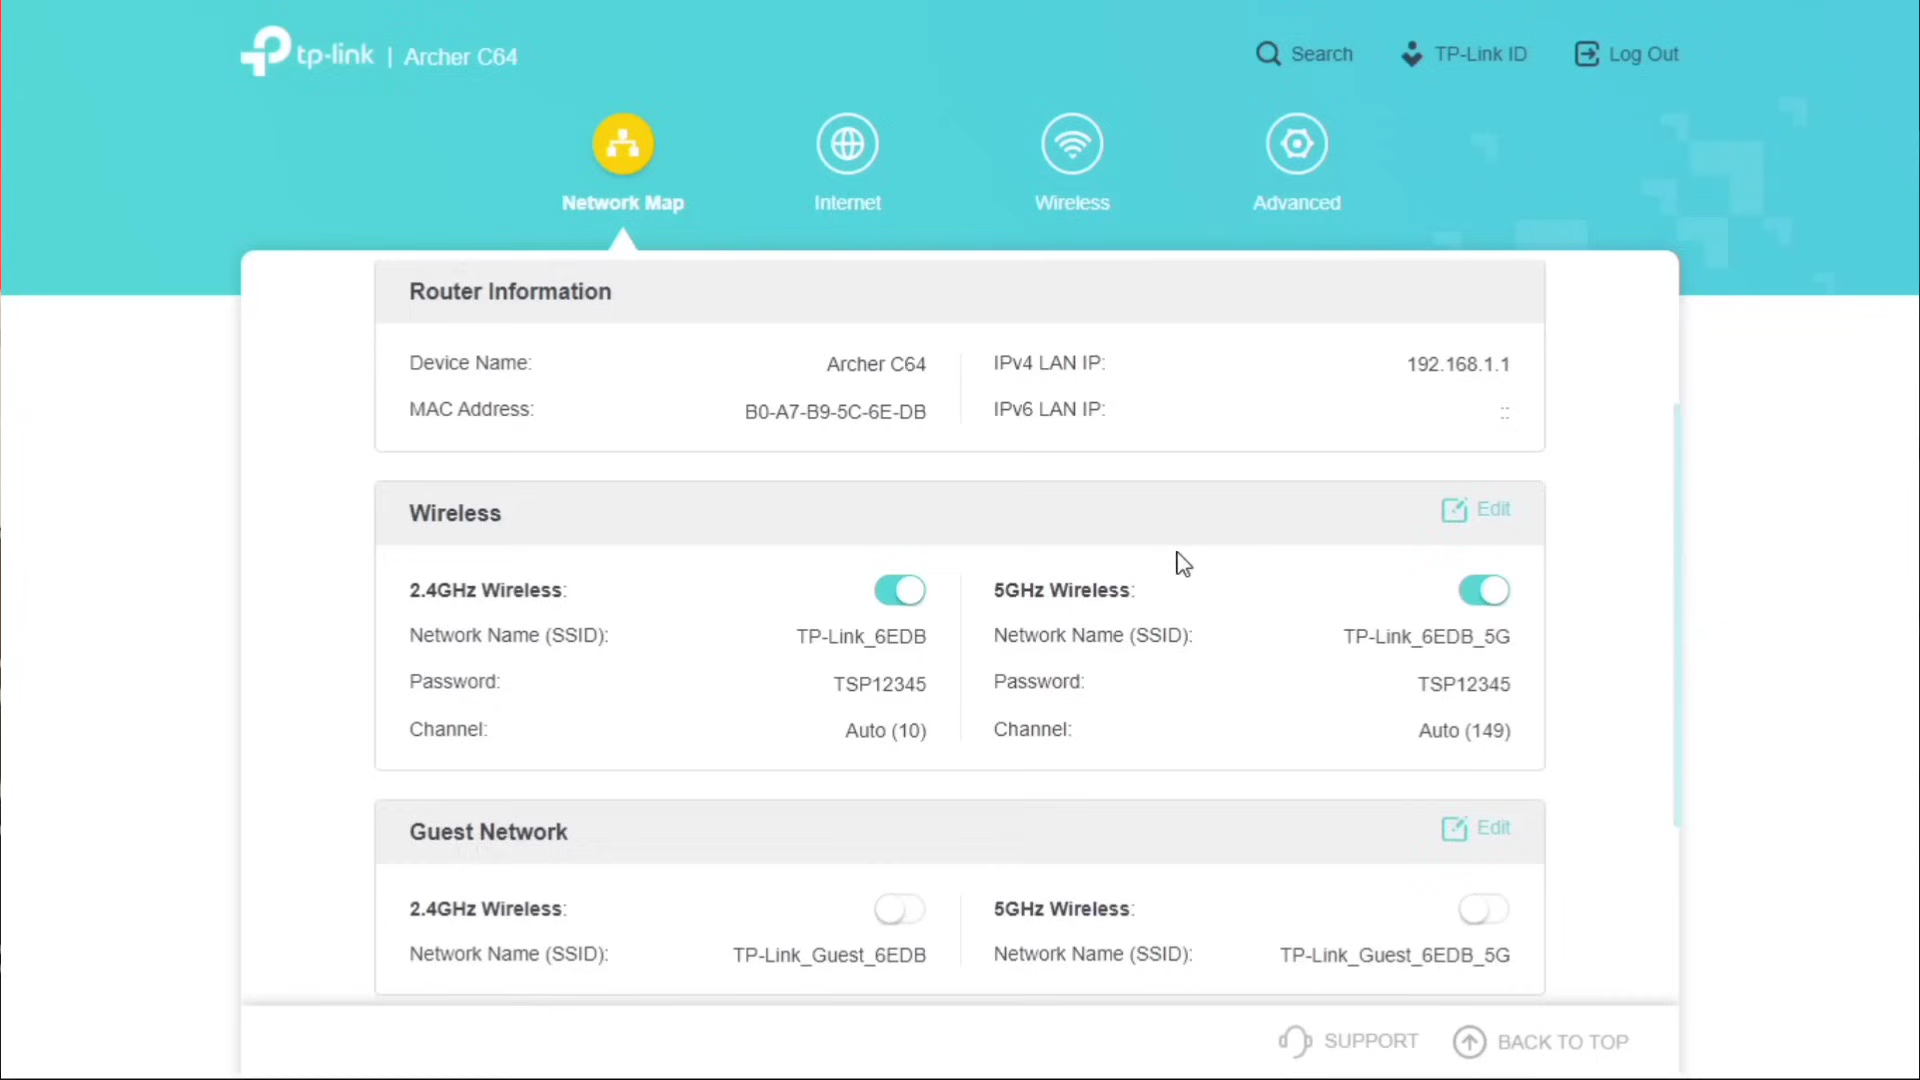 tp-link | Archer C64
Search TP-Link ID Log Out
Network Map Internet Wireless Advanced
Router Information
Device Name: Archer C64 IPv4 LAN IP: 192.168.1.1
MAC Address: B0-A7-B9-5C-6E-DB IPv6 LAN IP: ::
Wireless Edit
2.4GHz Wireless: 5GHz Wireless:
Network Name (SSID): TP-Link_6EDB Network Name (SSID): TP-Link_6EDB_5G
Password: TSP12345 Password: TSP12345
Channel: Auto (10) Channel: Auto (149)
Guest Network Edit
2.4GHz Wireless: 5GHz Wireless:
Network Name (SSID): TP-Link_Guest_6EDB Network Name (SSID): TP-Link_Guest_6EDB_5G
SUPPORT BACK TO TOP